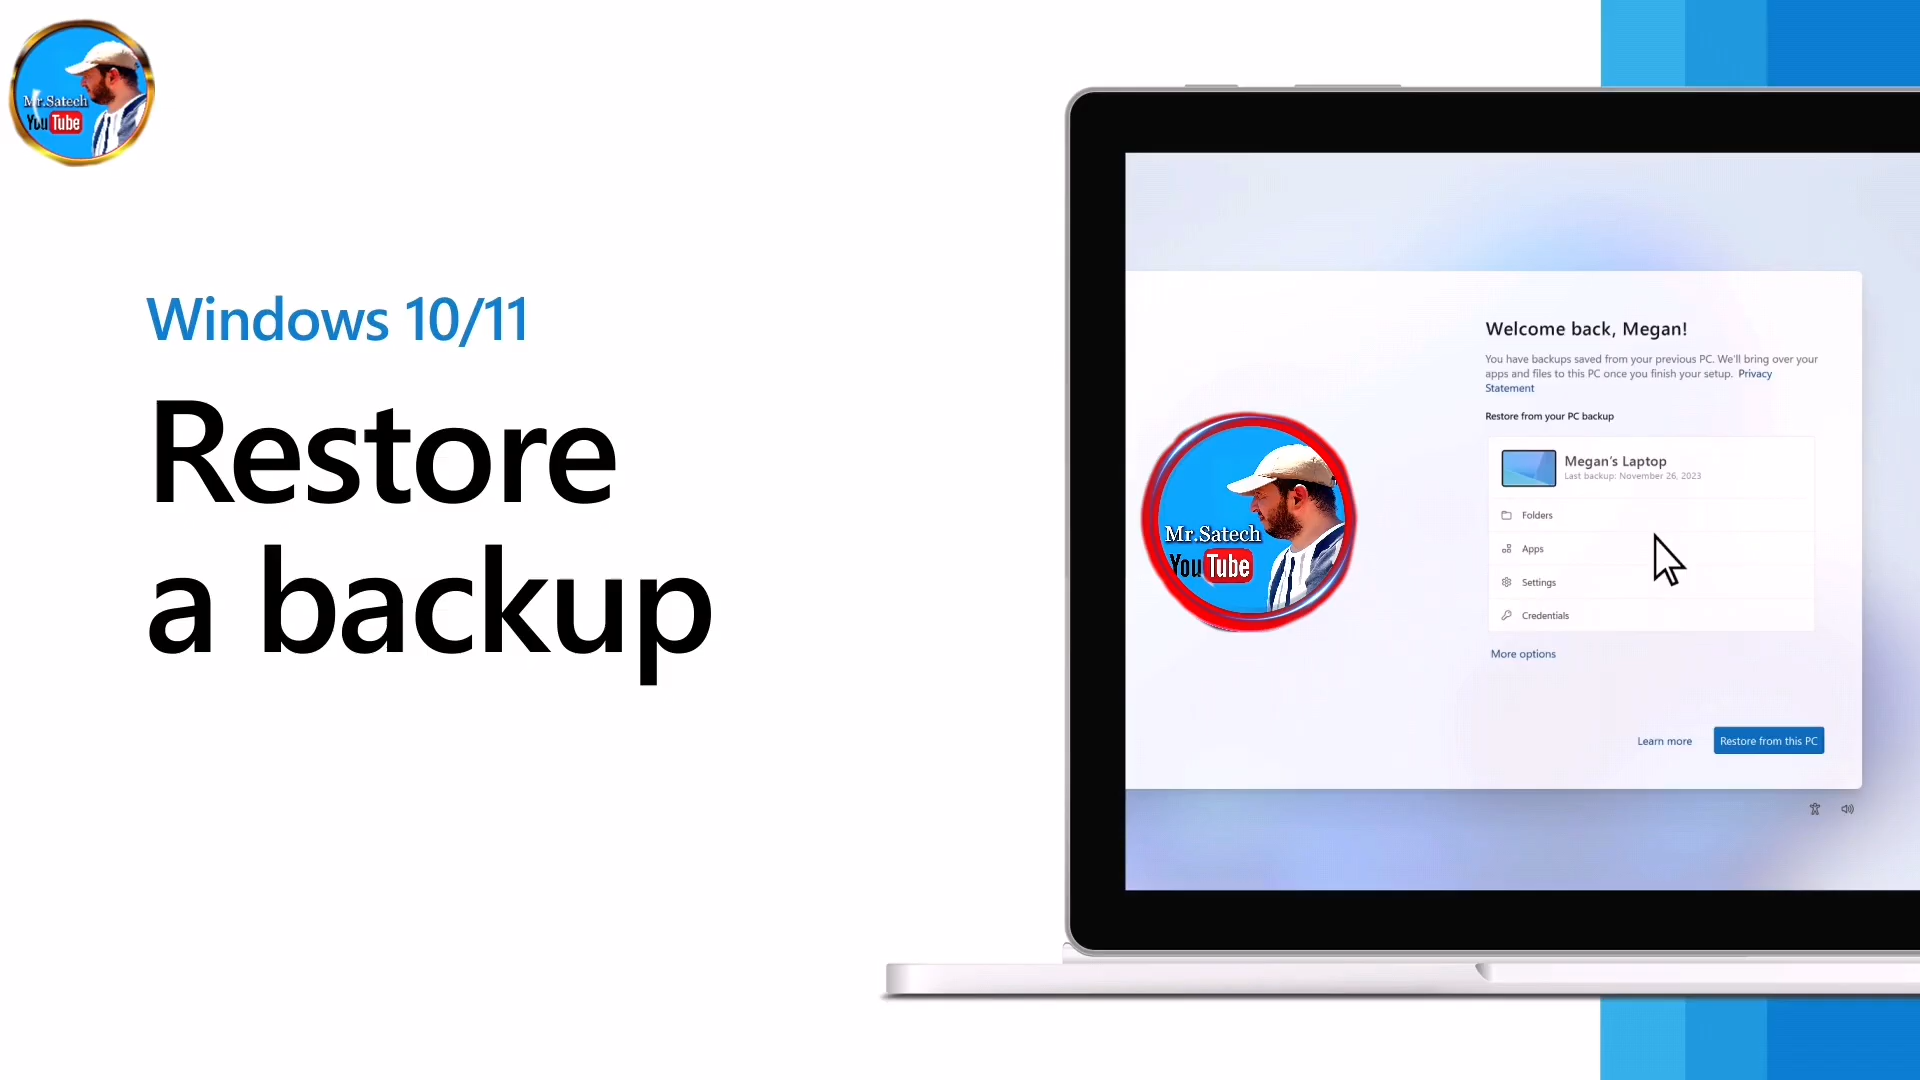 Mr.Satech
YouTube
Windows 10/11
Restore
a backup
Mr.Satech
YouTube
Welcome back, Megan!
You have backups saved from your previous PC. We'll bring over your
apps and files to this PC once you finish your setup. Privacy
Statement
Restore from your PC backup
Megan's Laptop
Last backup: November 26, 2023
Folders
Apps
Settings
Credentials
More options
Learn more
Restore from this PC